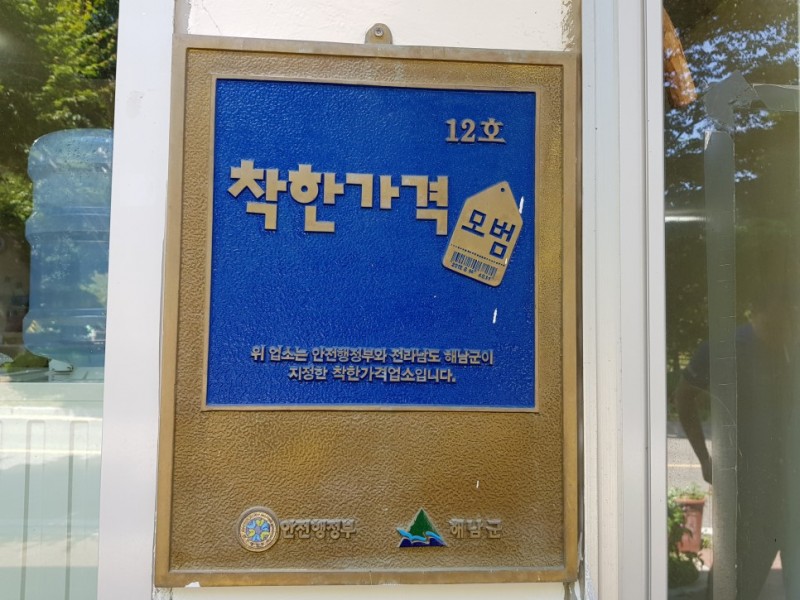 12호
착한가격
모범
위 업소는 안전행정부와 전라남도 해남군이
지정한 착한가격업소입니다.
안전행정부
해남군